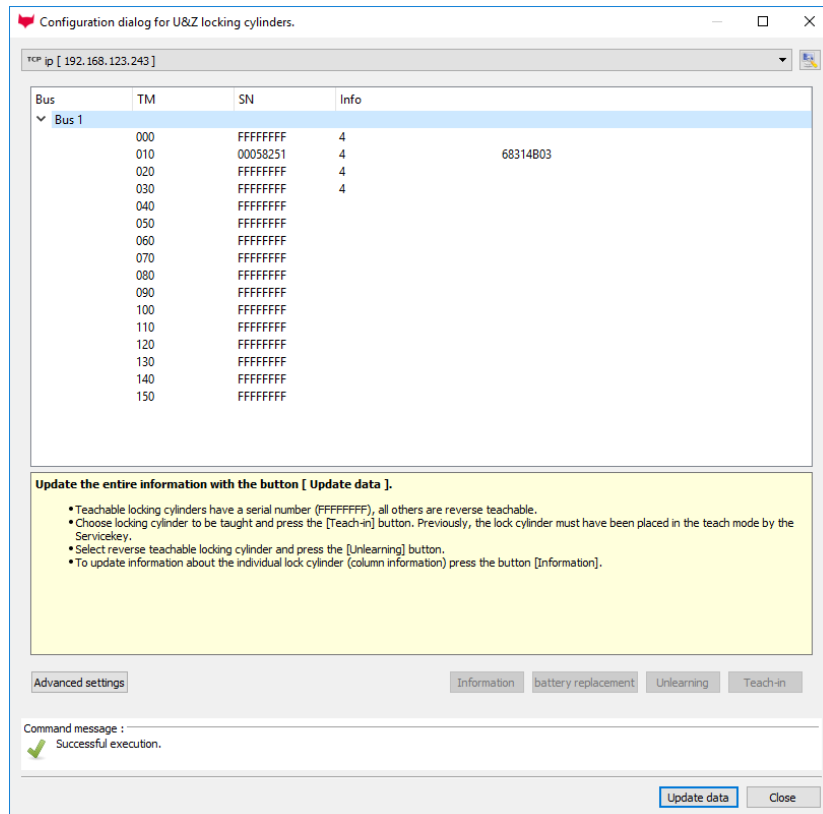 Configuration dialog for U&Z locking cylinders.
TCP ip [ 192.168.123.243 ]
Bus TM SN Info
Bus 1
000 FFFFFFFF 4
010 00058251 4 68314B03
020 FFFFFFFF 4
030 FFFFFFFF 4
040 FFFFFFFF
050 FFFFFFFF
060 FFFFFFFF
070 FFFFFFFF
080 FFFFFFFF
090 FFFFFFFF
100 FFFFFFFF
110 FFFFFFFF
120 FFFFFFFF
130 FFFFFFFF
140 FFFFFFFF
150 FFFFFFFF
Update the entire information with the button [ Update data ].
•Teachable locking cylinders have a serial number (FFFFFFFF), all others are reverse teachable.
•Choose locking cylinder to be taught and press the [Teach-in] button. Previously, the lock cylinder must have been placed in the teach mode by the
Servicekey.
•Select reverse teachable locking cylinder and press the [Unlearning] button.
•To update information about the individual lock cylinder (column information) press the button [Information].
Advanced settings Information battery replacement Unlearning Teach-in
Command message :
Successful execution.
Update data Close